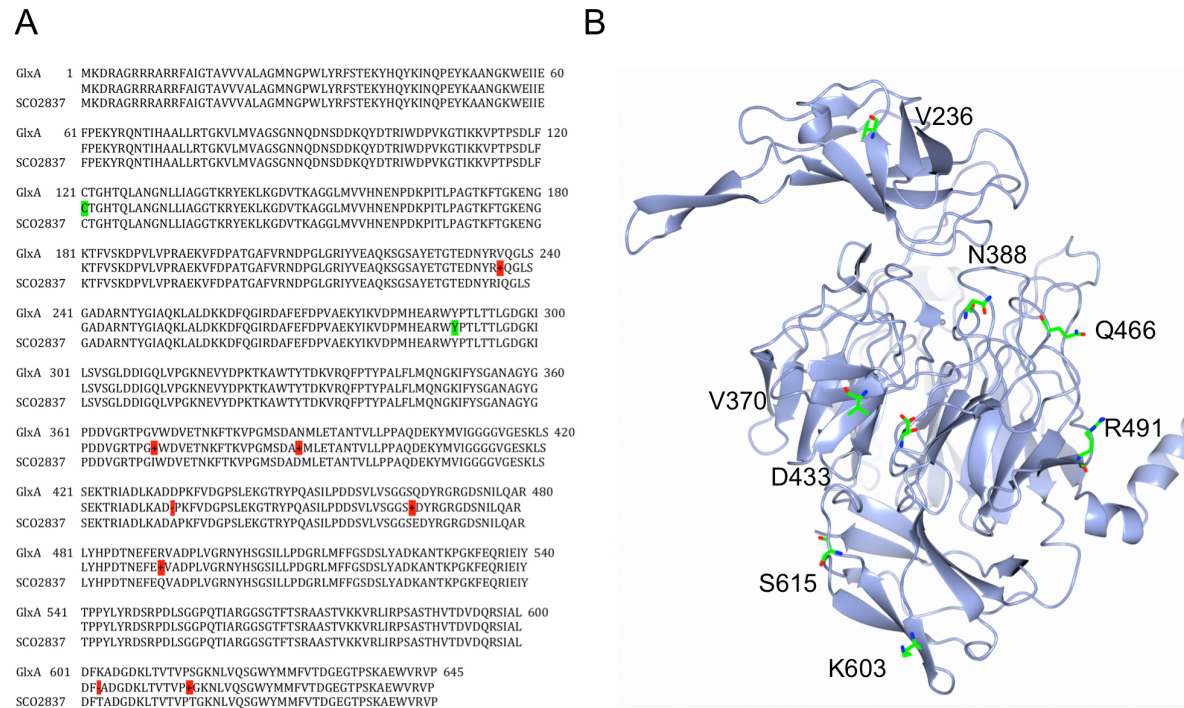 A
GlxA 1 MKDRAGRRRARRFAIGTAVVVALAGMNGPWLYRFSTEKYHQYKINQPEYKAANGKWEIIE 60
MKDRAGRRRARRFAIGTAVVVALAGMNGPWLYRFSTEKYHQYKINQPEYKAANGKWEIIE
SCO2837 MKDRAGRRRARRFAIGTAVVVALAGMNGPWLYRFSTEKYHQYKINQPEYKAANGKWEIIE
GlxA 61 FPEKYRQNTIHAALLRTGKVLMVAGSGNNQDNSDDKQYDTRIWDPVKGTIKKVPTPSDLF 120
FPEKYRQNTIHAALLRTGKVLMVAGSGNNQDNSDDKQYDTRIWDPVKGTIKKVPTPSDLF
SCO2837 FPEKYRQNTIHAALLRTGKVLMVAGSGNNQDNSDDKQYDTRIWDPVKGTIKKVPTPSDLF
GlxA 121 CTGHTQLANGNLLIAGGTKRYEKLKGDVTKAGGLMVVHNENPDKPITLPAGTKFTGKENG 180
CTGHTQLANGNLLIAGGTKRYEKLKGDVTKAGGLMVVHNENPDKPITLPAGTKFTGKENG
SCO2837 CTGHTQLANGNLLIAGGTKRYEKLKGDVTKAGGLMVVHNENPDKPITLPAGTKFTGKENG
GlxA 181 KTFVSKDPVLVPRAEKVFDPATGAFVRNDPGLGRIYVEAQKSGSAYETGTEDNYRVQGLS 240
KTFVSKDPVLVPRAEKVFDPATGAFVRNDPGLGRIYVEAQKSGSAYETGTEDNYR+QGLS
SCO2837 KTFVSKDPVLVPRAEKVFDPATGAFVRNDPGLGRIYVEAQKSGSAYETGTEDNYRIQGLS
GlxA 241 GADARNTYGIAQKLALDKKDFQGIRDAFEFDPVAEKYIKVDPMHEARWYPTLTTLGDGKI 300
GADARNTYGIAQKLALDKKDFQGIRDAFEFDPVAEKYIKVDPMHEARWYPTLTTLGDGKI
SCO2837 GADARNTYGIAQKLALDKKDFQGIRDAFEFDPVAEKYIKVDPMHEARWYPTLTTLGDGKI
GlxA 301 LSVSGLDDIGQLVPGKNEVYDPKTKAWTYTDKVRQFPTYPALFLMQNGKIFYSGANAGYG 360
LSVSGLDDIGQLVPGKNEVYDPKTKAWTYTDKVRQFPTYPALFLMQNGKIFYSGANAGYG
SCO2837 LSVSGLDDIGQLVPGKNEVYDPKTKAWTYTDKVRQFPTYPALFLMQNGKIFYSGANAGYG
GlxA 361 PDDVGRTPGVWDVETNKFTKVPGMSDANMLETANTVLLPPAQDEKYMVIGGGGVGESKLS 420
PDDVGRTPG+WDVETNKFTKVPGMSDA+MLETANTVLLPPAQDEKYMVIGGGGVGESKLS
SCO2837 PDDVGRTPGIWDVETNKFTKVPGMSDADMLETANTVLLPPAQDEKYMVIGGGGVGESKLS
GlxA 421 SEKTRIADLKADDPKFVDGPSLEKGTRYPQASILPDDSVLVSGGSQDYRGRGDSNILQAR 480
SEKTRIADLKAD-PKFVDGPSLEKGTRYPQASILPDDSVLVSGGS+DYRGRGDSNILQAR
SCO2837 SEKTRIADLKADAPKFVDGPSLEKGTRYPQASILPDDSVLVSGGSEDYRGRGDSNILQAR
GlxA 481 LYHPDTNEFERVADPLVGRNYHSGSILLPDGRLMFFGSDSLYADKANTKPGKFEQRIEIY 540
LYHPDTNEFE+VADPLVGRNYHSGSILLPDGRLMFFGSDSLYADKANTKPGKFEQRIEIY
SCO2837 LYHPDTNEFEQVADPLVGRNYHSGSILLPDGRLMFFGSDSLYADKANTKPGKFEQRIEIY
GlxA 541 TPPYLYRDSRPDLSGGPQTIARGGSGTFTSRAASTVKKVRLIRPSASTHVTDVDQRSIAL 600
TPPYLYRDSRPDLSGGPQTIARGGSGTFTSRAASTVKKVRLIRPSASTHVTDVDQRSIAL
SCO2837 TPPYLYRDSRPDLSGGPQTIARGGSGTFTSRAASTVKKVRLIRPSASTHVTDVDQRSIAL
GlxA 601 DFKADGDKLTVTVPSGKNLVQSGWYMMFVTDGEGTPSKAEWVRVP 645
DF-ADGDKLTVTVP+GKNLVQSGWYMMFVTDGEGTPSKAEWVRVP
SCO2837 DFTADGDKLTVTVPTGKNLVQSGWYMMFVTDGEGTPSKAEWVRVP
B
V236
N388
Q466
V370
R491
D433
S615
K603